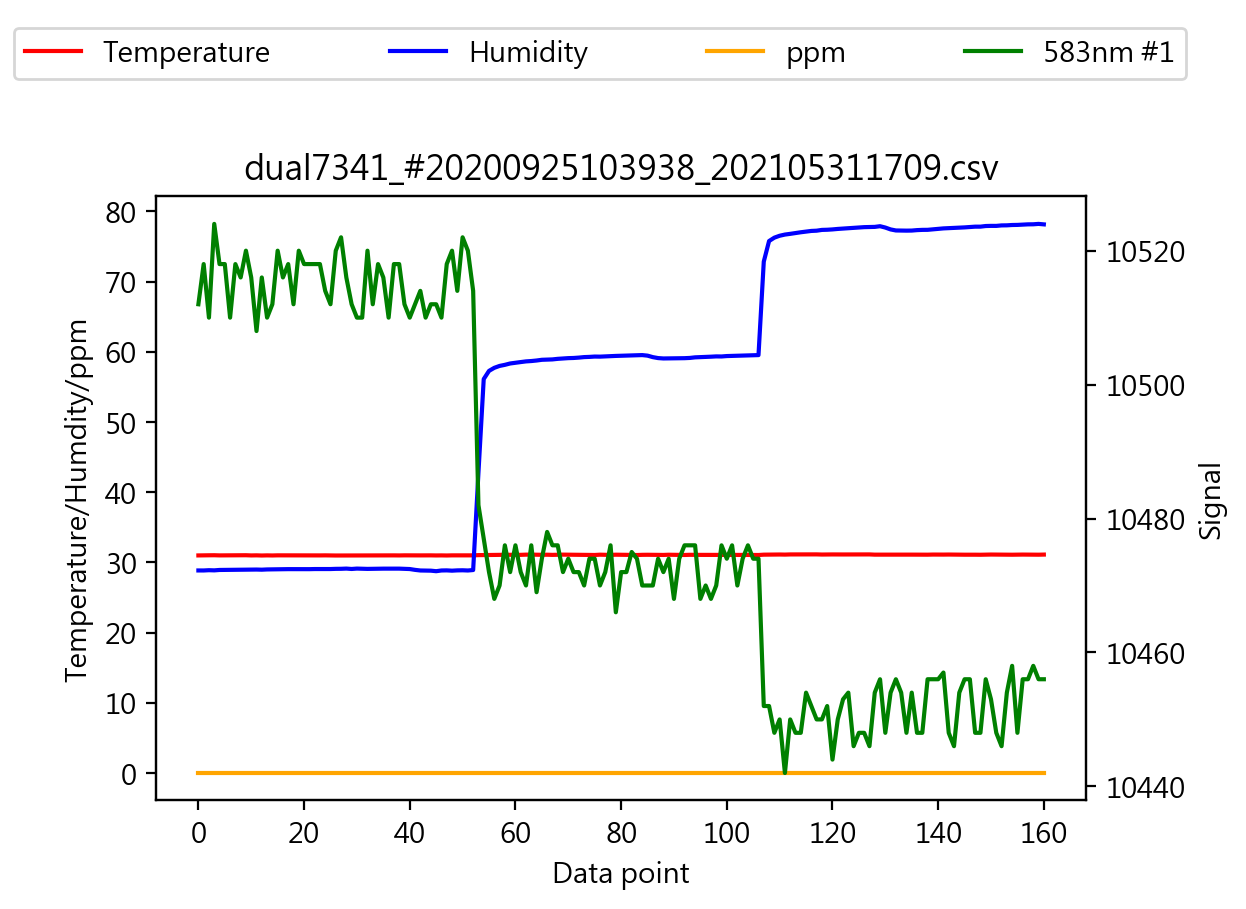 Temperature Humidity ppm 583nm #1
dual7341_#20200925103938_202105311709.csv
80
70
60
50
40
30
20
10
0
Temperature/Humdity/ppm
10520
10500
10480
10460
10440
Signal
0 20 40 60 80 100 120 140 160
Data point